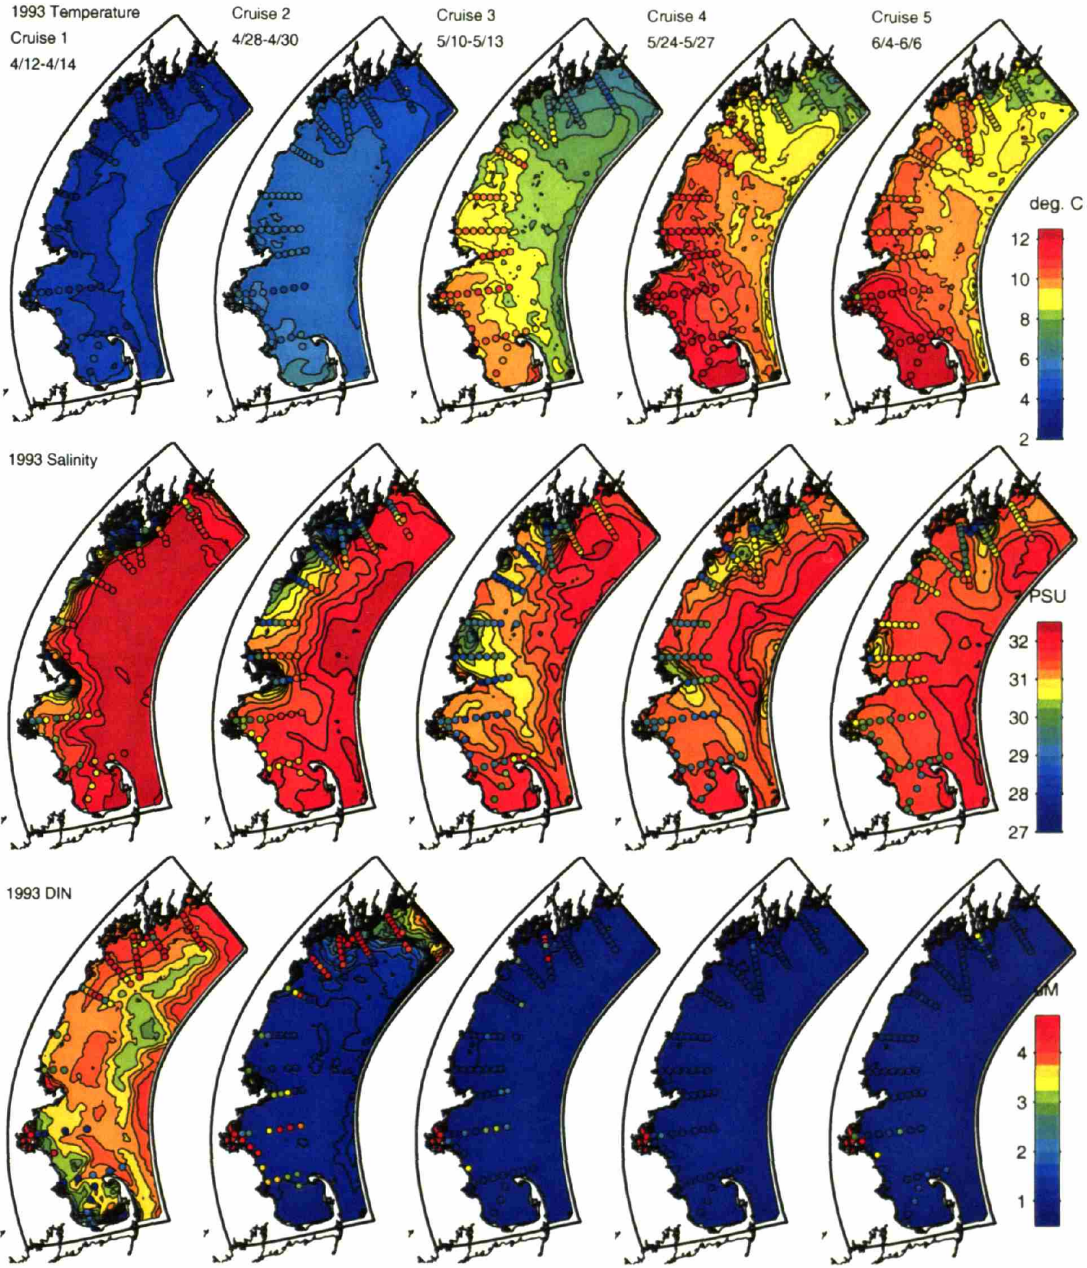 1993 Temperature
Cruise 1
4/12-4/14
Cruise 2
4/28-4/30
Cruise 3
5/10-5/13
Cruise 4
5/24-5/27
Cruise 5
6/4-6/6
deg. C
12
10
8
6
4
2
1993 Salinity
PSU
32
31
30
29
28
27
1993 DIN
4
3
2
1